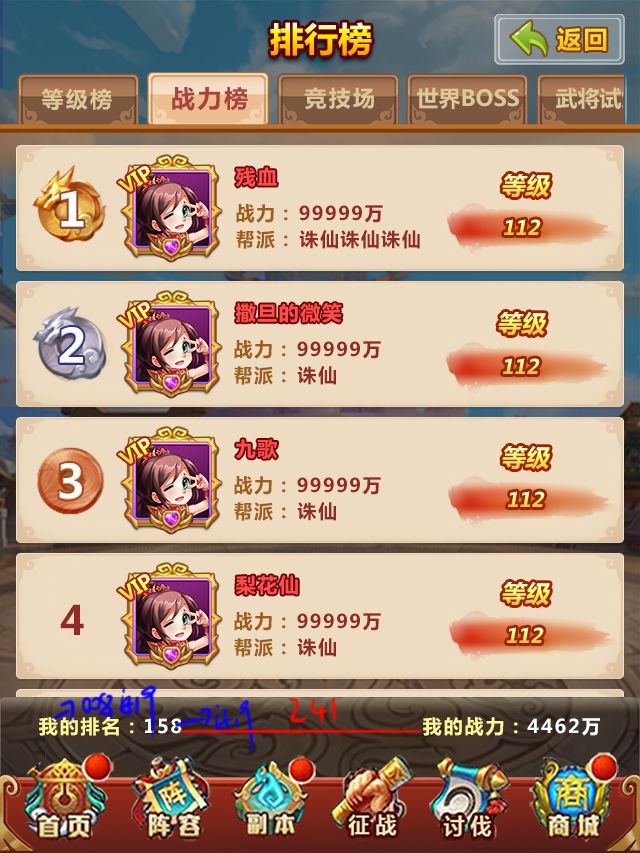 排行榜
返回
等级榜 战力榜 竞技场 世界BOSS 武将试
1
VIP
残血
战力：99999万
帮派：诛仙诛仙诛仙
等级
112
2
VIP
撒旦的微笑
战力：99999万
帮派：诛仙
等级
112
3
VIP
九歌
战力：99999万
帮派：诛仙
等级
112
4
VIP
梨花仙
战力：99999万
帮派：诛仙
等级
112
241
我的排名：158 我的战力：4462万
首页 阵容 副本 征战 讨伐 商城
阵
商